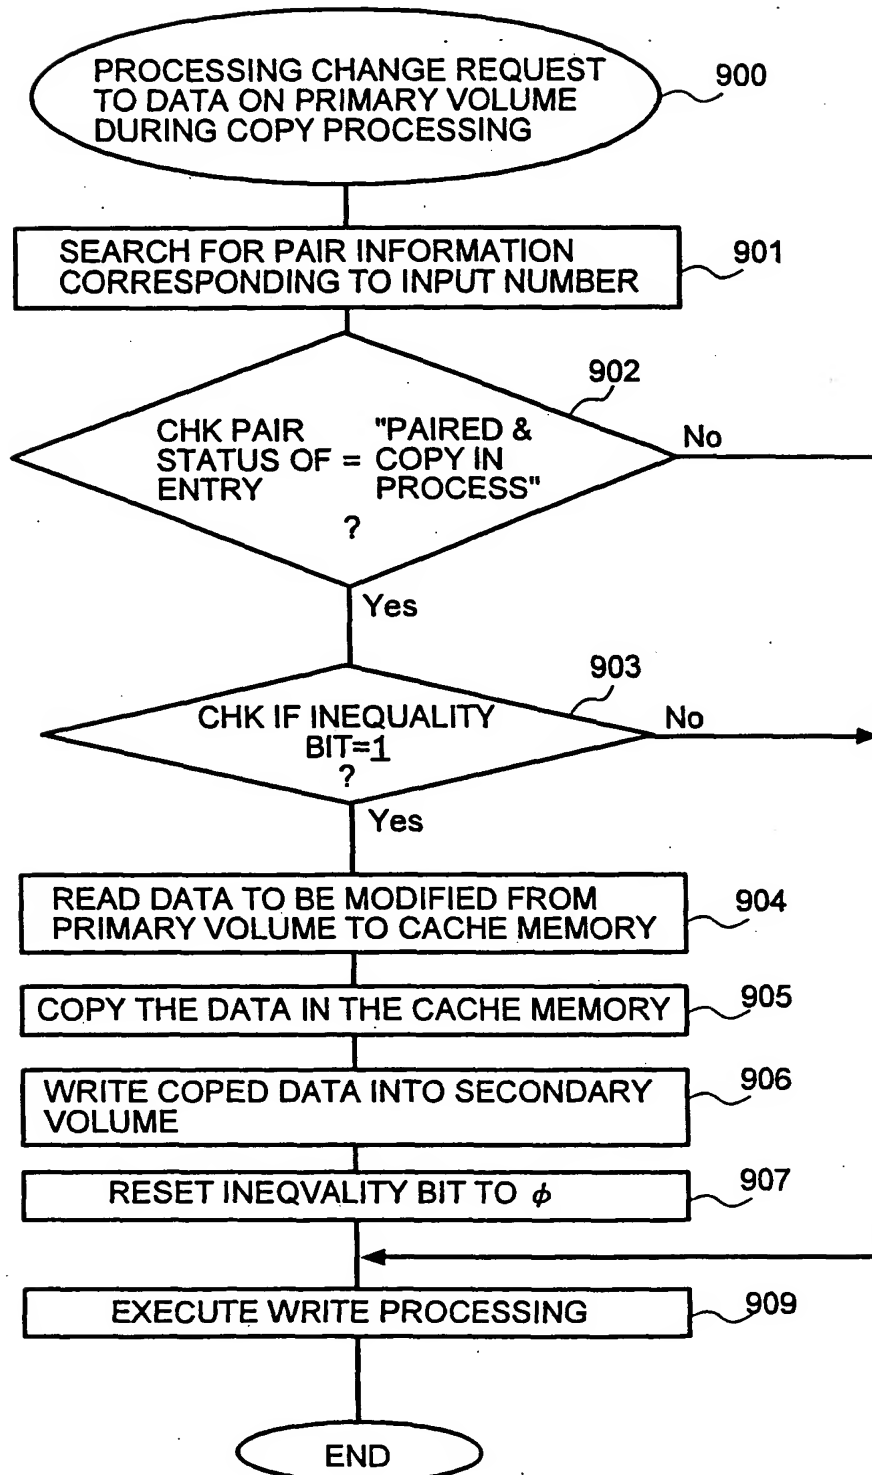 PROCESSING CHANGE REQUEST
TO DATA ON PRIMARY VOLUME
DURING COPY PROCESSING
900
SEARCH FOR PAIR INFORMATION
CORRESPONDING TO INPUT NUMBER
901
902
CHK PAIR "PAIRED &
STATUS OF = COPY IN
ENTRY PROCESS"
?
No
Yes
903
CHK IF INEQUALITY
BIT=1
?
No
Yes
READ DATA TO BE MODIFIED FROM
PRIMARY VOLUME TO CACHE MEMORY
904
COPY THE DATA IN THE CACHE MEMORY
905
WRITE COPED DATA INTO SECONDARY
VOLUME
906
RESET INEQVALITY BIT TO ϕ
907
EXECUTE WRITE PROCESSING
909
END